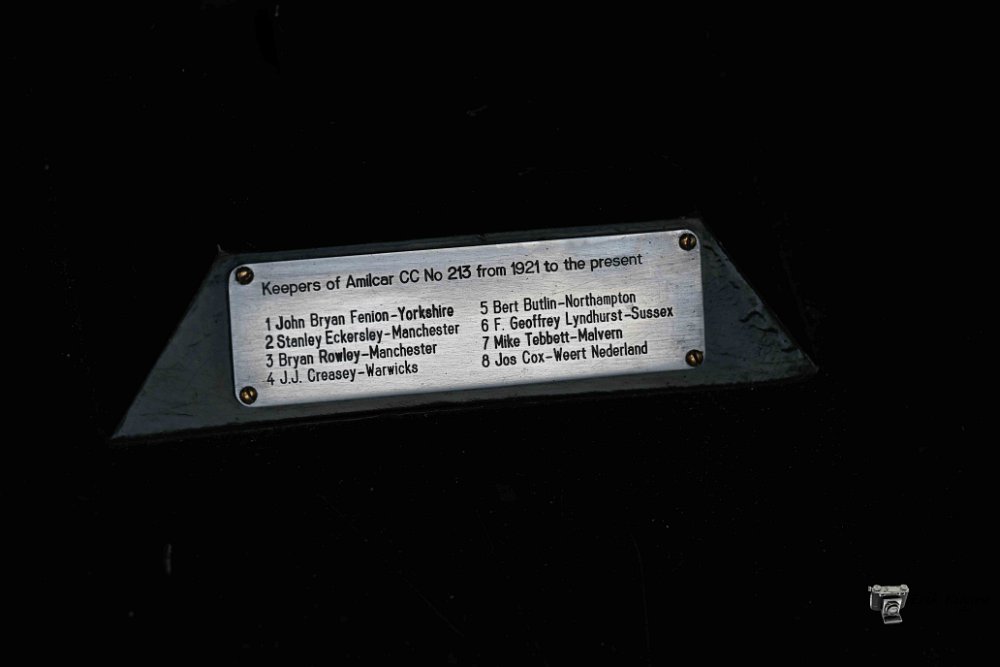 Keepers of Amilcar CC No 213 from 1921 to the present
1 John Bryan Fenion-Yorkshire
2 Stanley Eckersley-Manchester
3 Bryan Rowley-Manchester
4 J.J. Creasey-Warwicks
5 Bert Butlin-Northampton
6 F. Geoffrey Lyndhurst-Sussex
7 Mike Tebbett-Malvern
8 Jos Cox-Weert Nederland